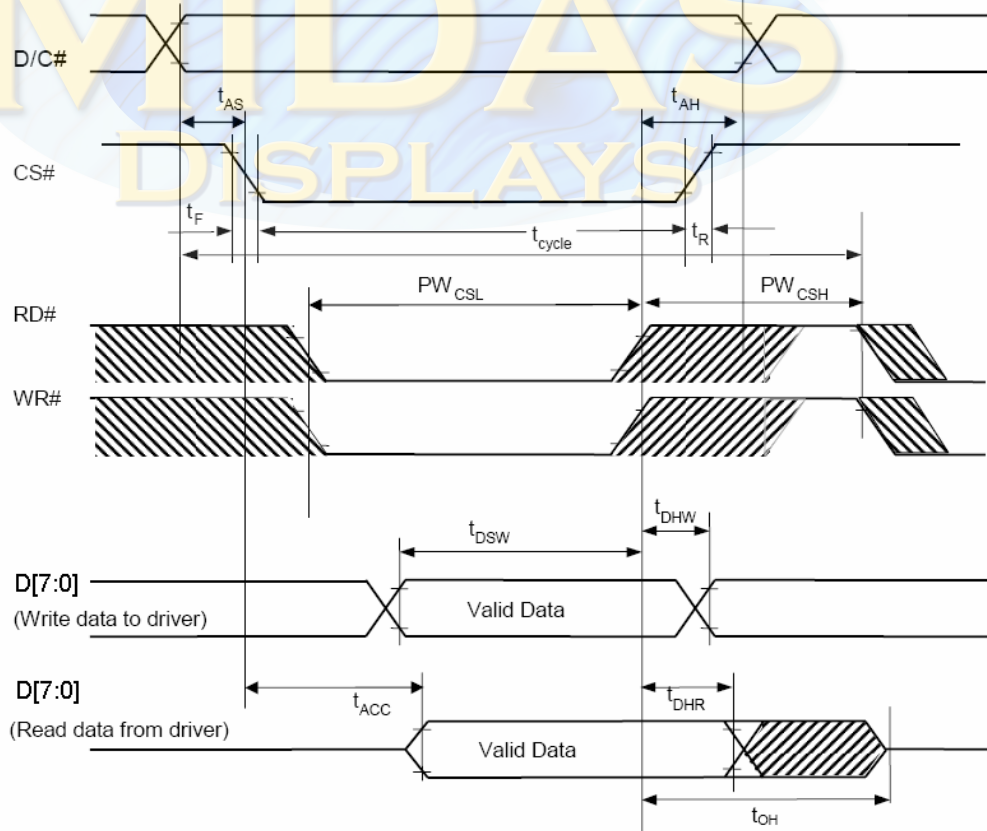 MIDAS
DISPLAYS
D/C#
tAS
tAH
CS#
tF
tcycle
tR
PWCSL
PWCSH
RD#
WR#
tDSW
tDHW
D[7:0]
(Write data to driver)
Valid Data
D[7:0]
(Read data from driver)
tACC
tDHR
Valid Data
tOH